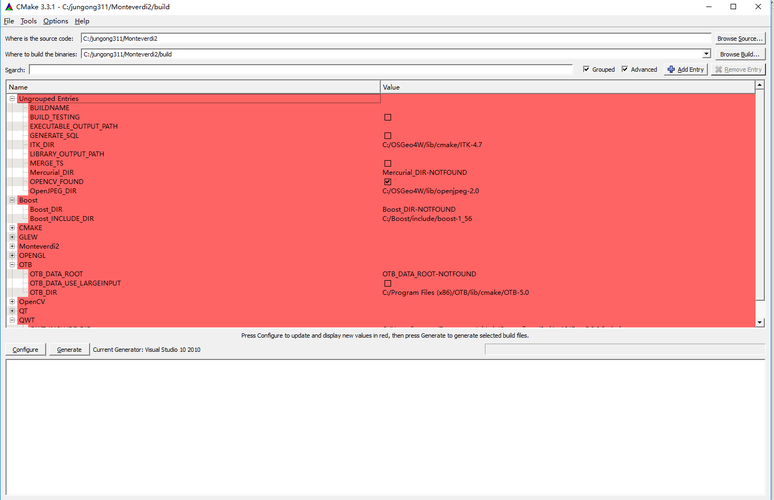 CMake 3.3.1 - C:/jungong311/Monteverdi2/build
File Tools Options Help
Where is the source code: C:/jungong311/Monteverdi2 Browse Source...
Where to build the binaries: C:/jungong311/Monteverdi2/build Browse Build...
Search: Grouped Advanced Add Entry Remove Entry
Name Value
Ungrouped Entries
BUILDNAME
BUILD_TESTING
EXECUTABLE_OUTPUT_PATH
GENERATE_SQL
ITK_DIR C:/OSGeo4W/lib/cmake/ITK-4.7
LIBRARY_OUTPUT_PATH
MERGE_TS
Mercurial_DIR Mercurial_DIR-NOTFOUND
OPENCV_FOUND
OpenJPEG_DIR C:/OSGeo4W/lib/openjpeg-2.0
Boost
Boost_DIR Boost_DIR-NOTFOUND
Boost_INCLUDE_DIR C:/Boost/include/boost-1_56
CMAKE
GLEW
Monteverdi2
OPENGL
OTB
OTB_DATA_ROOT OTB_DATA_ROOT-NOTFOUND
OTB_DATA_USE_LARGEINPUT
OTB_DIR C:/Program Files (x86)/OTB/lib/cmake/OTB-5.0
OpenCV
QT
QWT
Press Configure to update and display new values in red, then press Generate to generate selected build files.
Configure Generate Current Generator: Visual Studio 10 2010